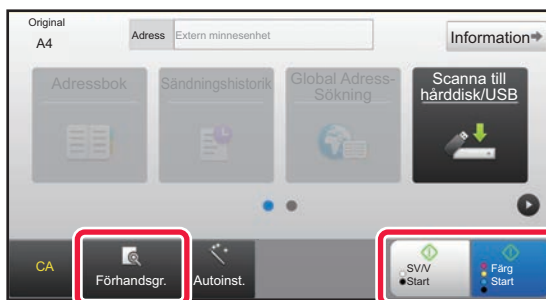 Original
A4
Adress Extern minnesenhet
Information
Adressbok
Sändningshistorik
Global Adress-
Sökning
Scanna till
hårddisk/USB
CA
Förhandsgr.
Autoinst.
SV/V
Start
Färg
Start